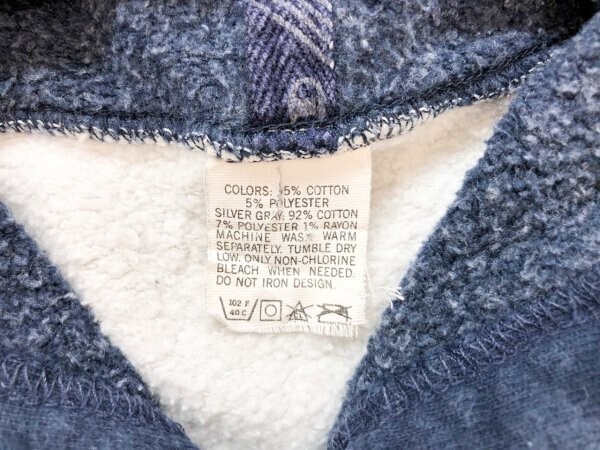 COLORS: 95% COTTON
5% POLYESTER
SILVER GRAY: 92% COTTON
7% POLYESTER 1% RAYON
MACHINE WASH WARM
SEPARATELY. TUMBLE DRY
LOW. ONLY NON-CHLORINE
BLEACH WHEN NEEDED.
DO NOT IRON DESIGN.
102 F
40 C